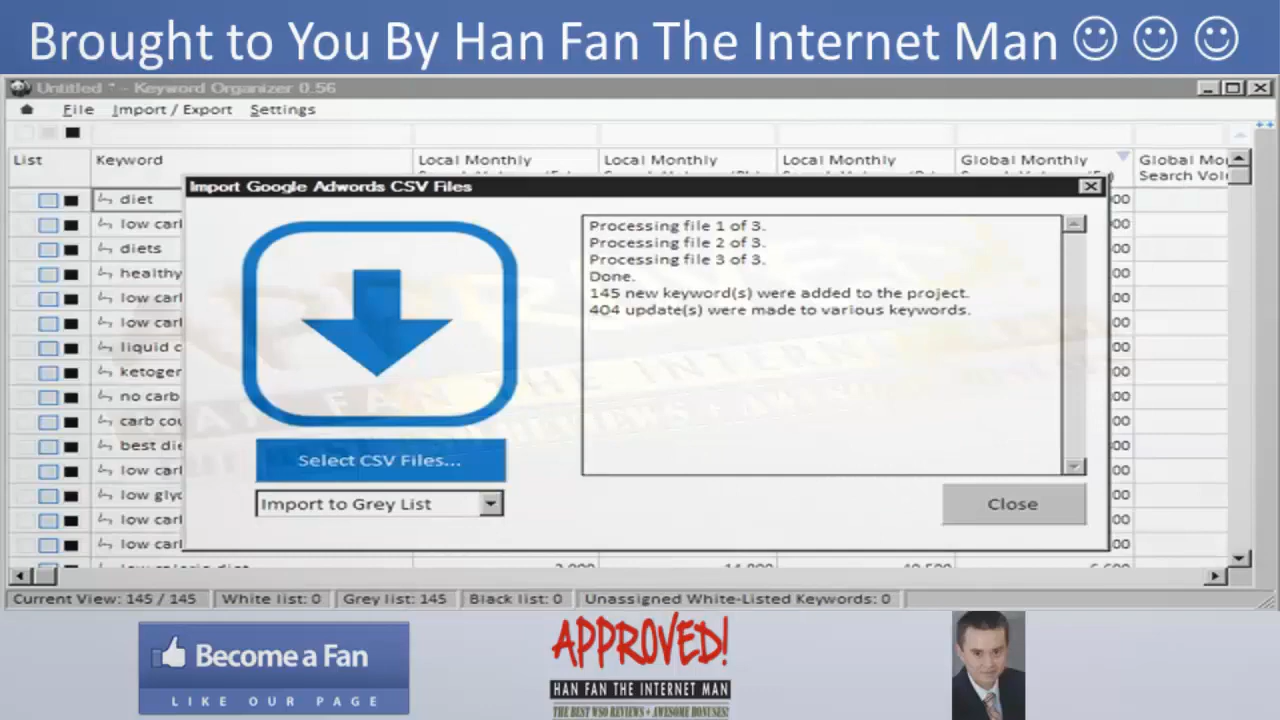 Brought to You By Han Fan The Internet Man
Untitled * - Keyword Organizer 0.56
File Import / Export Settings
List Keyword Local Monthly Local Monthly Local Monthly Global Monthly Global Mo
Search Volu
Import Google Adwords CSV Files
diet
low carl
diets
healthy
low carl
low carl
liquid c
ketoger
no carb
carb cou
best die
low carl
low glyc
low carl
low carl
Processing file 1 of 3.
Processing file 2 of 3.
Processing file 3 of 3.
Done.
145 new keyword(s) were added to the project.
404 update(s) were made to various keywords.
Select CSV Files...
Import to Grey List
Close
Current View: 145 / 145 White list: 0 Grey list: 145 Black list: 0 Unassigned White-Listed Keywords: 0
Become a Fan
LIKE OUR PAGE
APPROVED!
HAN FAN THE INTERNET MAN
THE BEST WSO REVIEWS + AWESOME BONUSES!